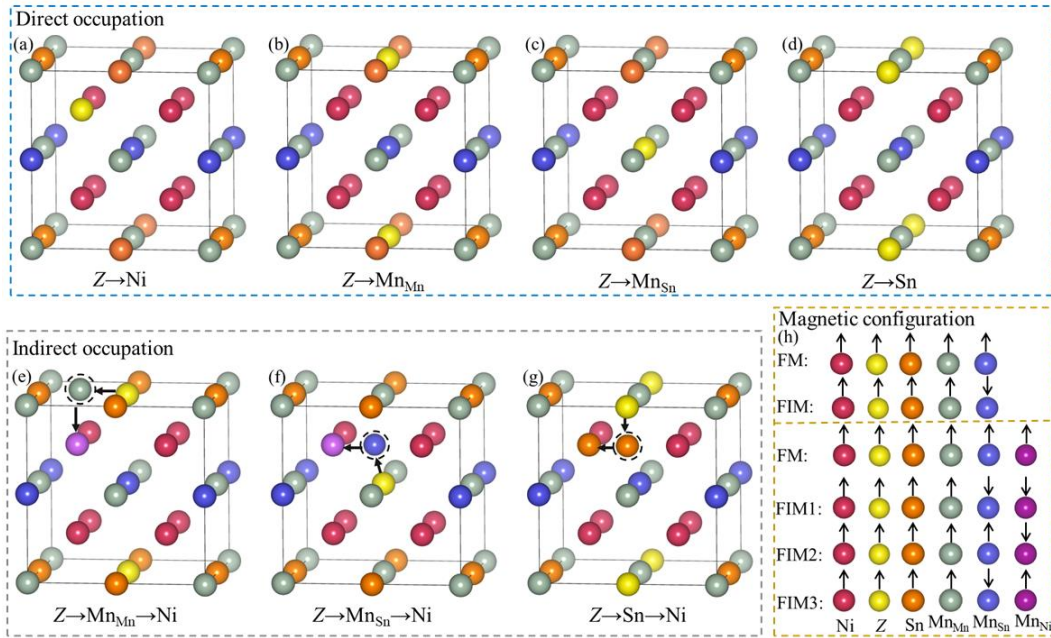 Direct occupation
(a) (b) (c) (d)
Z→Ni Z→MnMn Z→MnSn Z→Sn
Indirect occupation
(e) (f) (g)
Z→MnMn→Ni Z→MnSn→Ni Z→Sn→Ni
Magnetic configuration
(h)
FM:
FIM:
FM:
FIM1:
FIM2:
FIM3:
Ni Z Sn MnMn MnSn MnNi